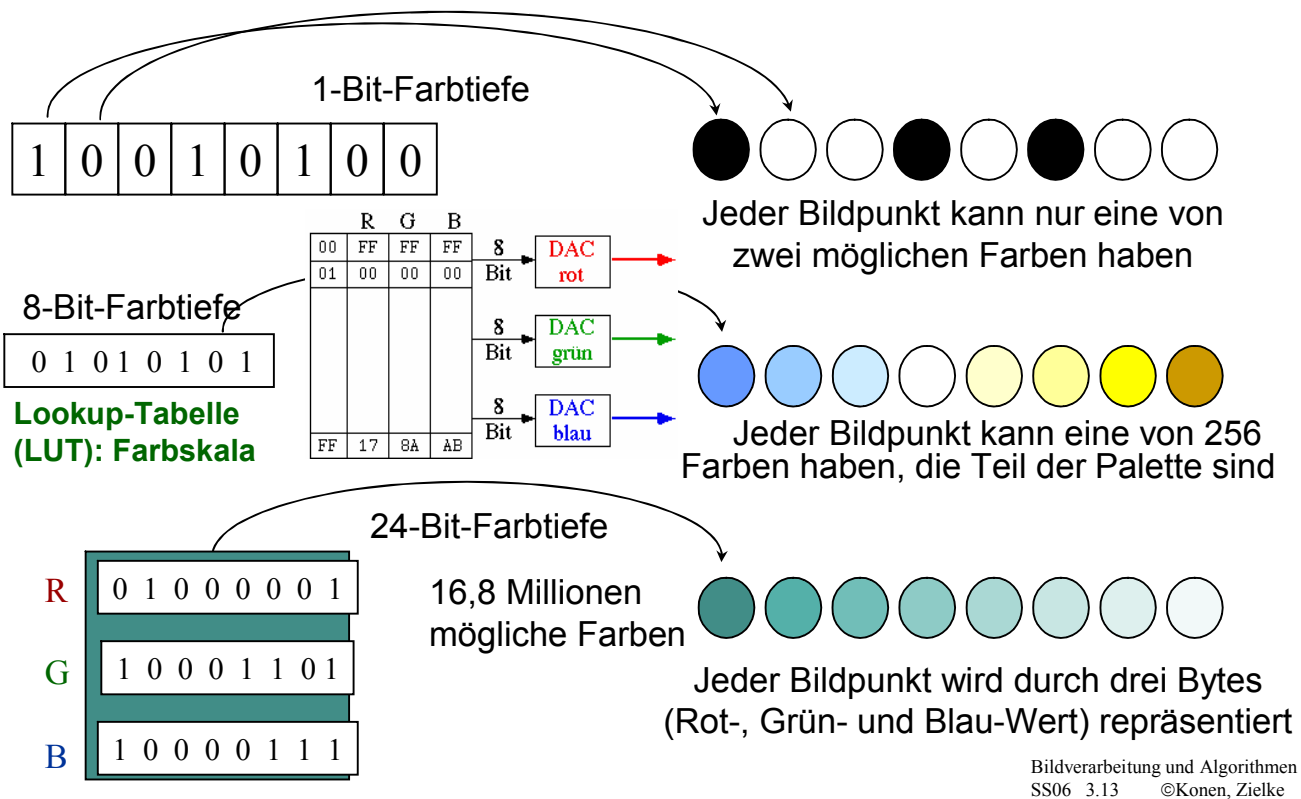 1-Bit-Farbtiefe
1 0 0 1 0 1 0 0
Jeder Bildpunkt kann nur eine von
zwei möglichen Farben haben
R G B
00 FF FF FF
01 00 00 00
FF 17 8A AB
8
Bit
DAC
rot
8
Bit
DAC
grün
8
Bit
DAC
blau
8-Bit-Farbtiefe
0 1 0 1 0 1 0 1
Lookup-Tabelle
(LUT): Farbskala
Jeder Bildpunkt kann eine von 256
Farben haben, die Teil der Palette sind
24-Bit-Farbtiefe
R 0 1 0 0 0 0 0 1
G 1 0 0 0 1 1 0 1
B 1 0 0 0 0 1 1 1
16,8 Millionen
mögliche Farben
Jeder Bildpunkt wird durch drei Bytes
(Rot-, Grün- und Blau-Wert) repräsentiert
Bildverarbeitung und Algorithmen
SS06 3.13 ©Konen, Zielke